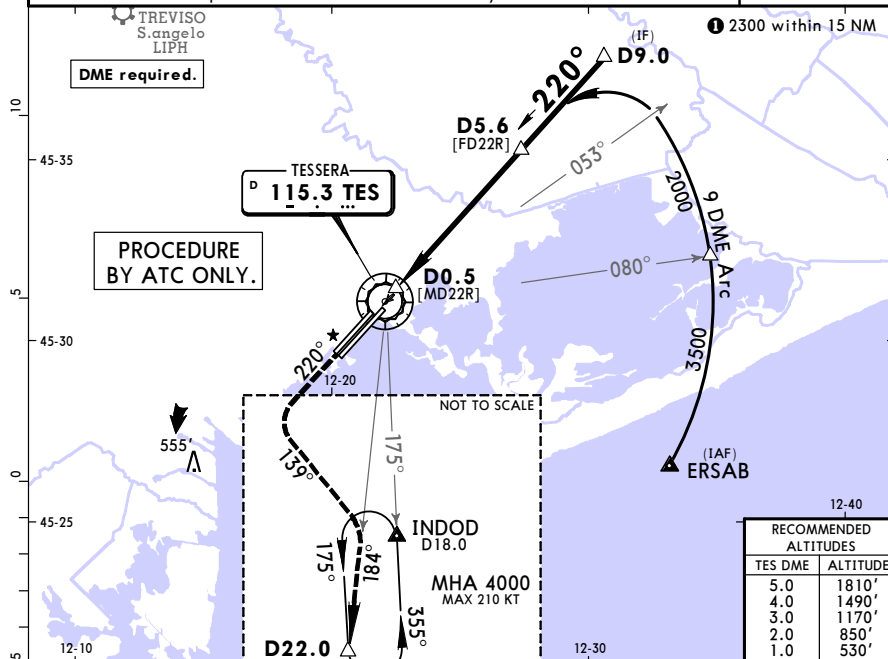 TREVISO
S.angelo
LIPH
DME required.
1 2300 within 15 NM
(IF)
D9.0
220°
D5.6
[FD22R]
053°
2000
9 DME Arc
080°
3500
(IAF)
ERSAB
TESSERA
D 115.3 TES
PROCEDURE
BY ATC ONLY.
D0.5
[MD22R]
220°
12-20
NOT TO SCALE
139°
175°
555'
INDOD
D18.0
175°
184°
MHA 4000
MAX 210 KT
355°
D22.0
10
45-35
5
45-30
0
45-25
5
12-10
12-30
12-40
RECOMMENDED
ALTITUDES
TES DME ALTITUDE
5.0 1810'
4.0 1490'
3.0 1170'
2.0 850'
1.0 530'